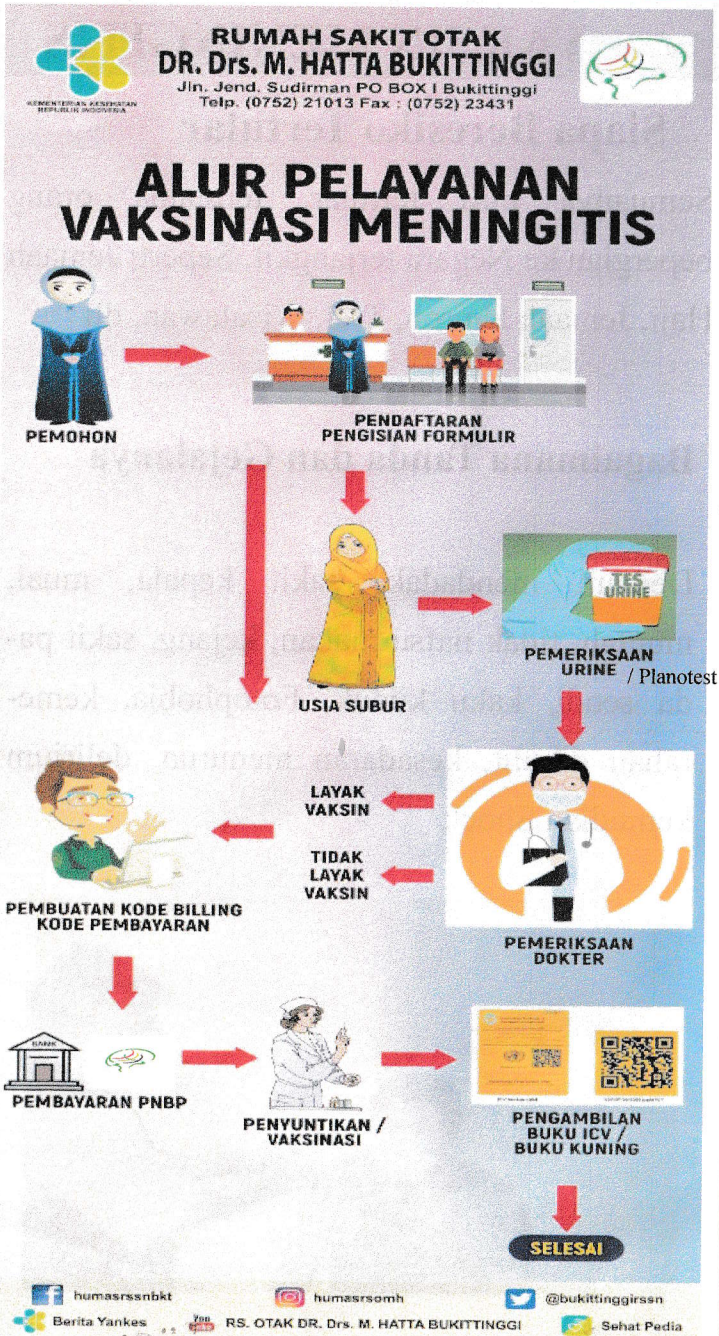 KEMENTERIAN KESEHATAN
REPUBLIK INDONESIA
RUMAH SAKIT OTAK
DR. Drs. M. HATTA BUKITTINGGI
Jln. Jend. Sudirman PO BOX I Bukittinggi
Telp. (0752) 21013 Fax : (0752) 23431
ALUR PELAYANAN
VAKSINASI MENINGITIS
PEMOHON
PENDAFTARAN
PENGISIAN FORMULIR
USIA SUBUR
TES
URINE
PEMERIKSAAN
URINE / Planotest
LAYAK
VAKSIN
TIDAK
LAYAK
VAKSIN
PEMERIKSAAN
DOKTER
PEMBUATAN KODE BILLING
KODE PEMBAYARAN
BANK
PEMBAYARAN PNBP
PENYUNTIKAN /
VAKSINASI
PENGAMBILAN
BUKU ICV /
BUKU KUNING
SELESAI
humasrssnbkt
humasrsomh
@bukittinggirssn
Berita Yankes
You
Tube
RS. OTAK DR. Drs. M. HATTA BUKITTINGGI
Sehat Pedia